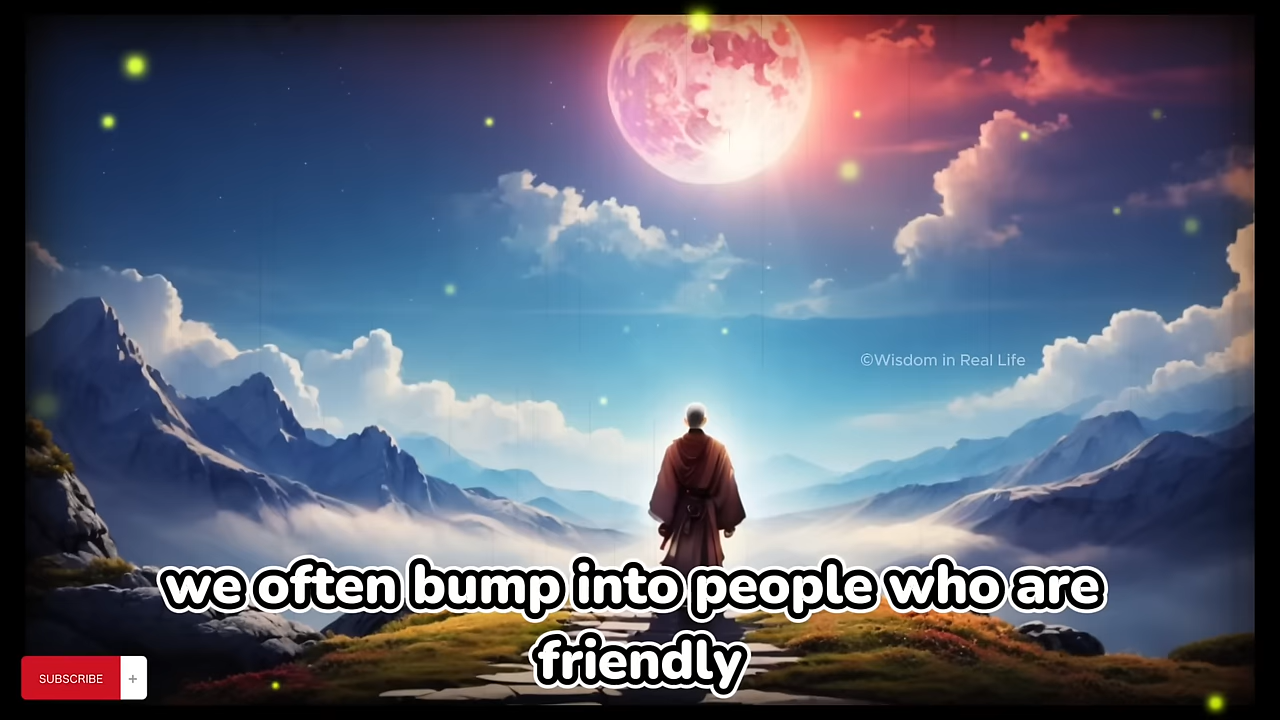 ©Wisdom in Real Life
we often bump into people who are
friendly
SUBSCRIBE +